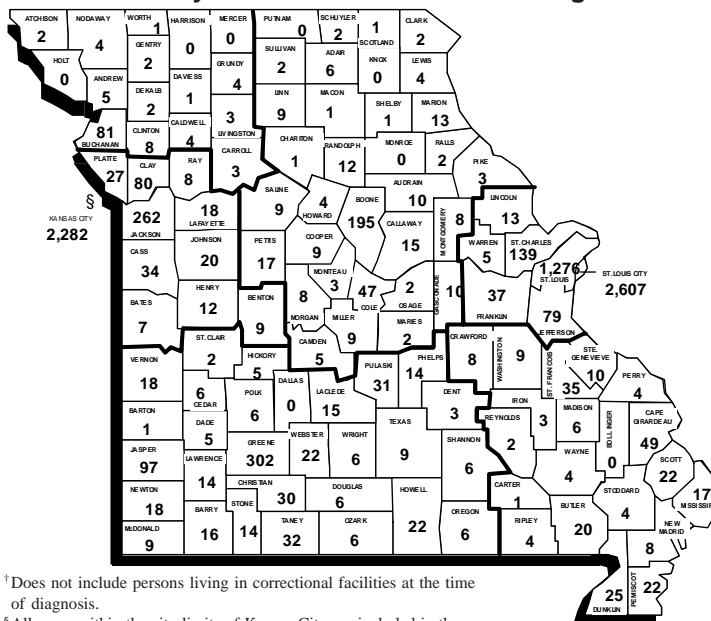 ATCHISON 2
NODAWAY 4
WORTH 1
HARRISON 0
MERCER 0
PUTNAM 0
SCHUYLER 2
SCOTLAND 1
CLARK 2
HOLT 0
ANDREW 5
GENTRY 2
DEKALB 2
DAVIESS 1
GRUNDY 4
SULLIVAN 2
ADAIR 6
KNOX 0
LEWIS 4
LINN 9
MACON 1
SHELBY 1
MARION 13
81 BUCHANAN
CLINTON 8
CALDWELL 4
3 LIVINGSTON
CHARITON 1
RANDOLPH 12
MONROE 0
RALLS 2
PIKE 3
PLATTE 27
CLAY 80
RAY 8
CARROLL 3
§
KANSAS CITY
2,282
262 JACKSON
18 LAFAYETTE
SALINE 9
4 HOWARD
BOONE 195
AUDRAIN 10
CALLAWAY 15
MONTGOMERY 8
LINCOLN 13
WARREN 5
ST.CHARLES 139
1,276 ST.LOUIS
ST.LOUIS CITY
2,607
CASS 34
JOHNSON 20
PETTIS 17
COOPER 9
MONITEAU 3
47 COLE
2 OSAGE
GASCONADE 10
37 FRANKLIN
79 JEFFERSON
BATES 7
HENRY 12
BENTON 9
8 MORGAN
MILLER 9
MARIES 2
CAMDEN 5
CRAWFORD 8
WASHINGTON 9
ST. FRANCIS 35
STE. GENEVIEVE 10
PERRY 4
VERNON 18
ST.CLAIR 2
HICKORY 5
6 CEDAR
POLK 6
DALLAS 0
LACLEDE 15
PULASKI 31
PHELPS 14
DENT 3
IRON 3
REYNOLDS 2
MADISON 6
BOLLINGER 0
CAPE GIRARDEAU 49
BARTON 1
DADE 5
GREENE 302
WEBSTER 22
WRIGHT 6
TEXAS 9
SHANNON 6
WAYNE 4
SCOTT 22
JASPER 97
LAWRENCE 14
CHRISTIAN 30
DOUGLAS 6
HOWELL 22
CARTER 1
BUTLER 20
STODDARD 4
NEWTON 18
BARRY 16
STONE 14
TANEY 32
OZARK 6
OREGON 6
RIPLEY 4
NEW MADRID 8
McDONALD 9
25 DUNKLIN
PEMISCOT 22
†Does not include persons living in correctional facilities at the time
of diagnosis.